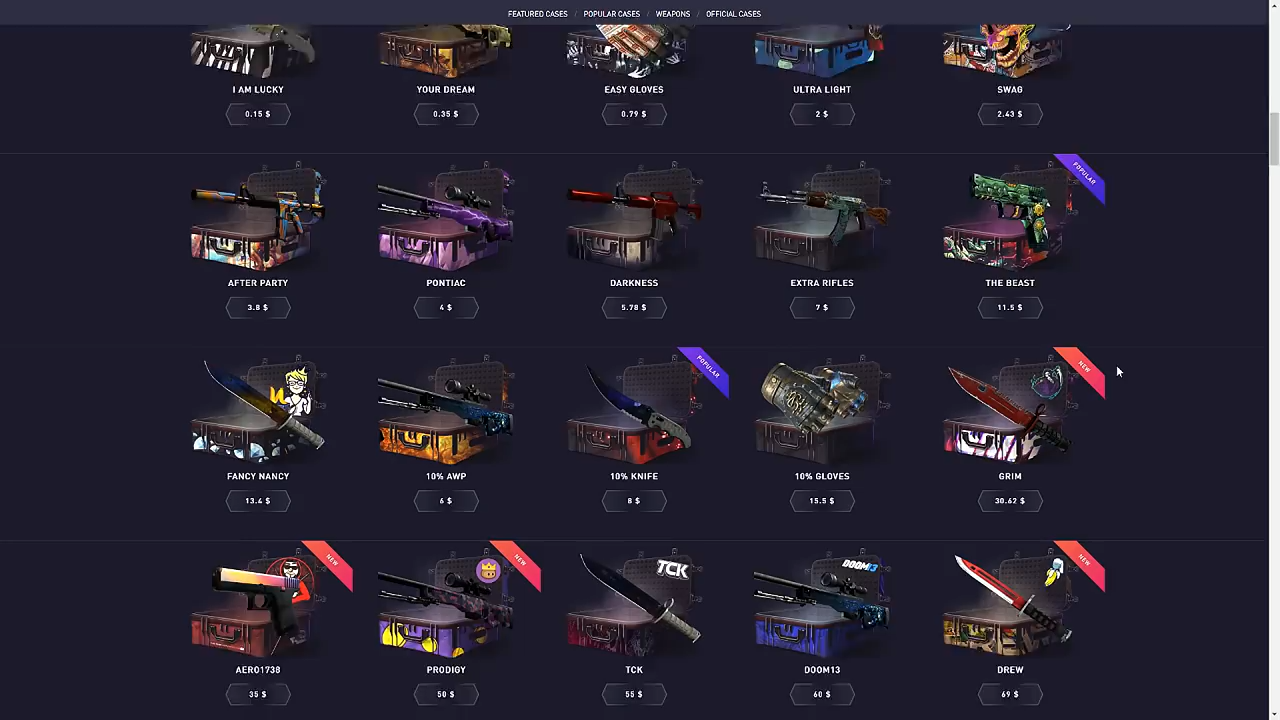 FEATURED CASES / POPULAR CASES / WEAPONS / OFFICIAL CASES
I AM LUCKY YOUR DREAM EASY GLOVES ULTRA LIGHT SWAG
0.15 $ 0.35 $ 0.79 $ 2 $ 2.43 $
POPULAR
AFTER PARTY PONTIAC DARKNESS EXTRA RIFLES THE BEAST
3.8 $ 4 $ 5.78 $ 7 $ 11.5 $
POPULAR NEW
FANCY NANCY 10% AWP 10% KNIFE 10% GLOVES GRIM
13.4 $ 6 $ 8 $ 15.5 $ 30.62 $
NEW NEW TCK DOOM13 NEW
AERO1738 PRODIGY TCK DOOM13 DREW
35 $ 50 $ 55 $ 60 $ 69 $